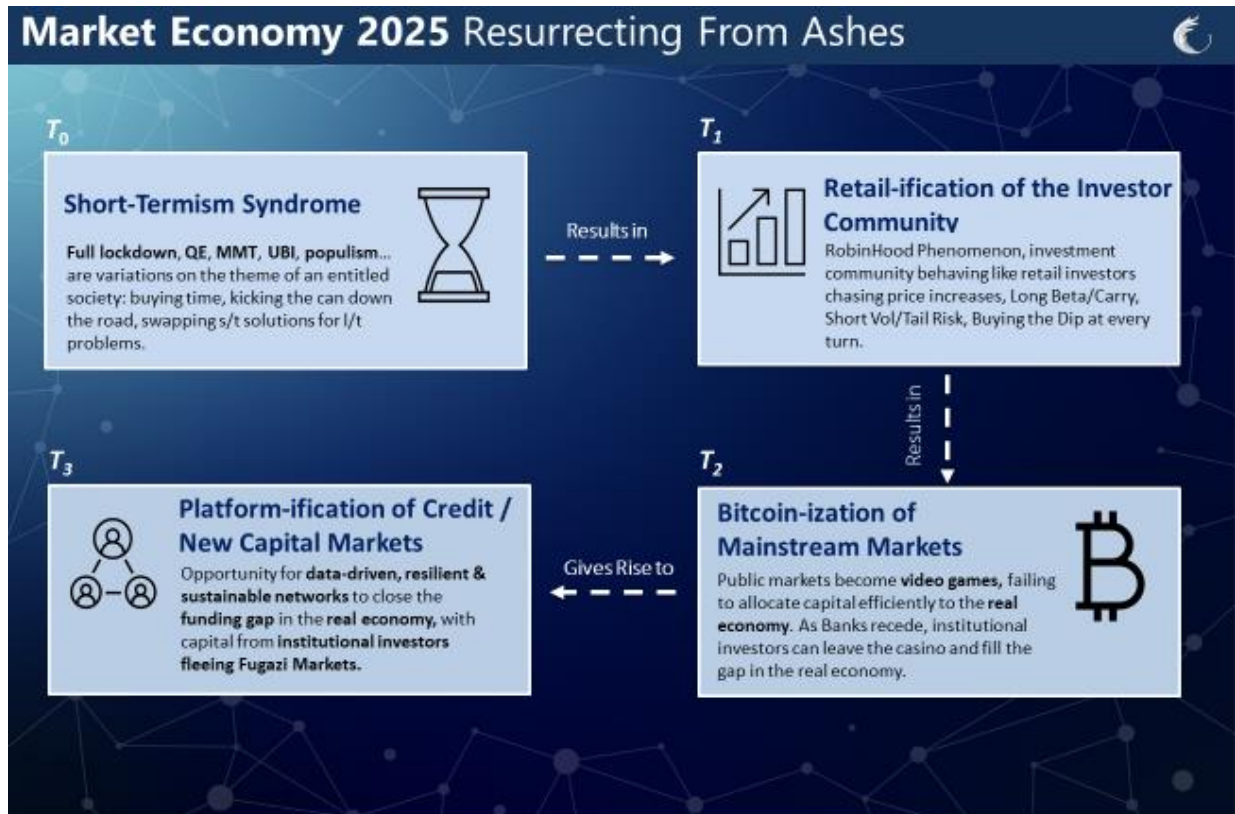 Market Economy 2025 Resurrecting From Ashes
T0
Short-Termism Syndrome
Full lockdown, QE, MMT, UBI, populism...
are variations on the theme of an entitled
society: buying time, kicking the can down
the road, swapping s/t solutions for l/t
problems.
Results in
T1
Retail-ification of the Investor
Community
RobinHood Phenomenon, investment
community behaving like retail investors
chasing price increases, Long Beta/Carry,
Short Vol/Tail Risk, Buying the Dip at every
turn.
Results in
T2
Bitcoin-ization of
Mainstream Markets
Public markets become video games, failing
to allocate capital efficiently to the real
economy. As Banks recede, institutional
investors can leave the casino and fill the
gap in the real economy.
Gives Rise to
T3
Platform-ification of Credit /
New Capital Markets
Opportunity for data-driven, resilient &
sustainable networks to close the
funding gap in the real economy, with
capital from institutional investors
fleeing Fugazi Markets.